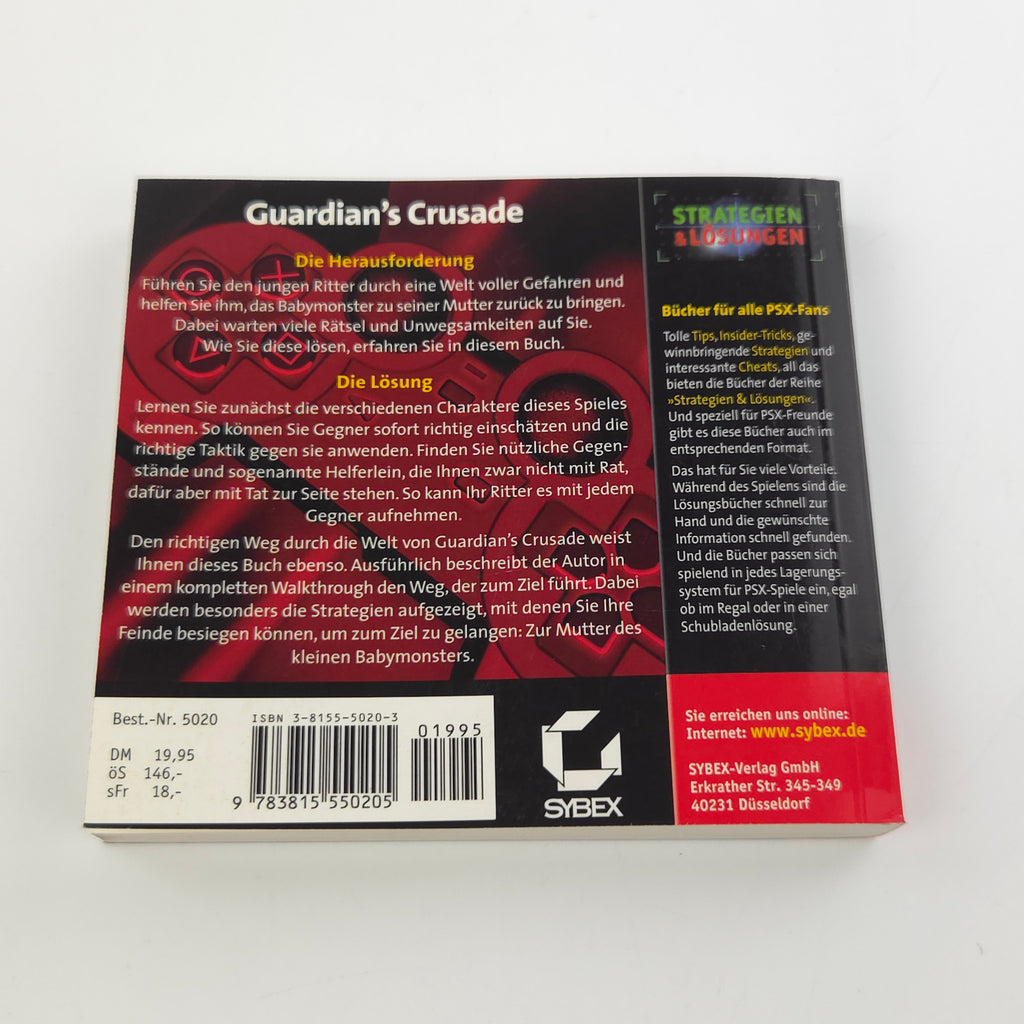 Guardian's Crusade
Die Herausforderung
Führen Sie den jungen Ritter durch eine Welt voller Gefahren und
helfen Sie ihm, das Babymonster zu seiner Mutter zurück zu bringen.
Dabei warten viele Rätsel und Unwegsamkeiten auf Sie.
Wie Sie diese lösen, erfahren Sie in diesem Buch.
Die Lösung
Lernen Sie zunächst die verschiedenen Charaktere dieses Spieles
kennen. So können Sie Gegner sofort richtig einschätzen und die
richtige Taktik gegen sie anwenden. Finden Sie nützliche Gegen-
stände und sogenannte Helferlein, die Ihnen zwar nicht mit Rat,
dafür aber mit Tat zur Seite stehen. So kann Ihr Ritter es mit jedem
Gegner aufnehmen.
Den richtigen Weg durch die Welt von Guardian's Crusade weist
Ihnen dieses Buch ebenso. Ausführlich beschreibt der Autor in
einem kompletten Walkthrough den Weg, der zum Ziel führt. Dabei
werden besonders die Strategien aufgezeigt, mit denen Sie Ihre
Feinde besiegen können, um zum Ziel zu gelangen: Zur Mutter des
kleinen Babymonsters.
STRATEGIEN
& LÖSUNGEN
Bücher für alle PSX-Fans
Tolle Tips, Insider-Tricks, ge-
winnbringende Strategien und
interessante Cheats, all das
bieten die Bücher der Reihe
»Strategien & Lösungen«.
Und speziell für PSX-Freunde
gibt es diese Bücher auch im
entsprechenden Format.
Das hat für Sie viele Vorteile.
Während des Spielens sind die
Lösungsbücher schnell zur
Hand und die gewünschte
Information schnell gefunden.
Und die Bücher passen sich
spielend in jedes Lagerungs-
system für PSX-Spiele ein, egal
ob im Regal oder in einer
Schubladenlösung.
Best.-Nr. 5020
DM 19,95
öS 146,-
sFr 18,-
ISBN 3-8155-5020-3
01995
9 783815 550205
SYBEX
Sie erreichen uns online:
Internet: www.sybex.de
SYBEX-Verlag GmbH
Erkrather Str. 345-349
40231 Düsseldorf